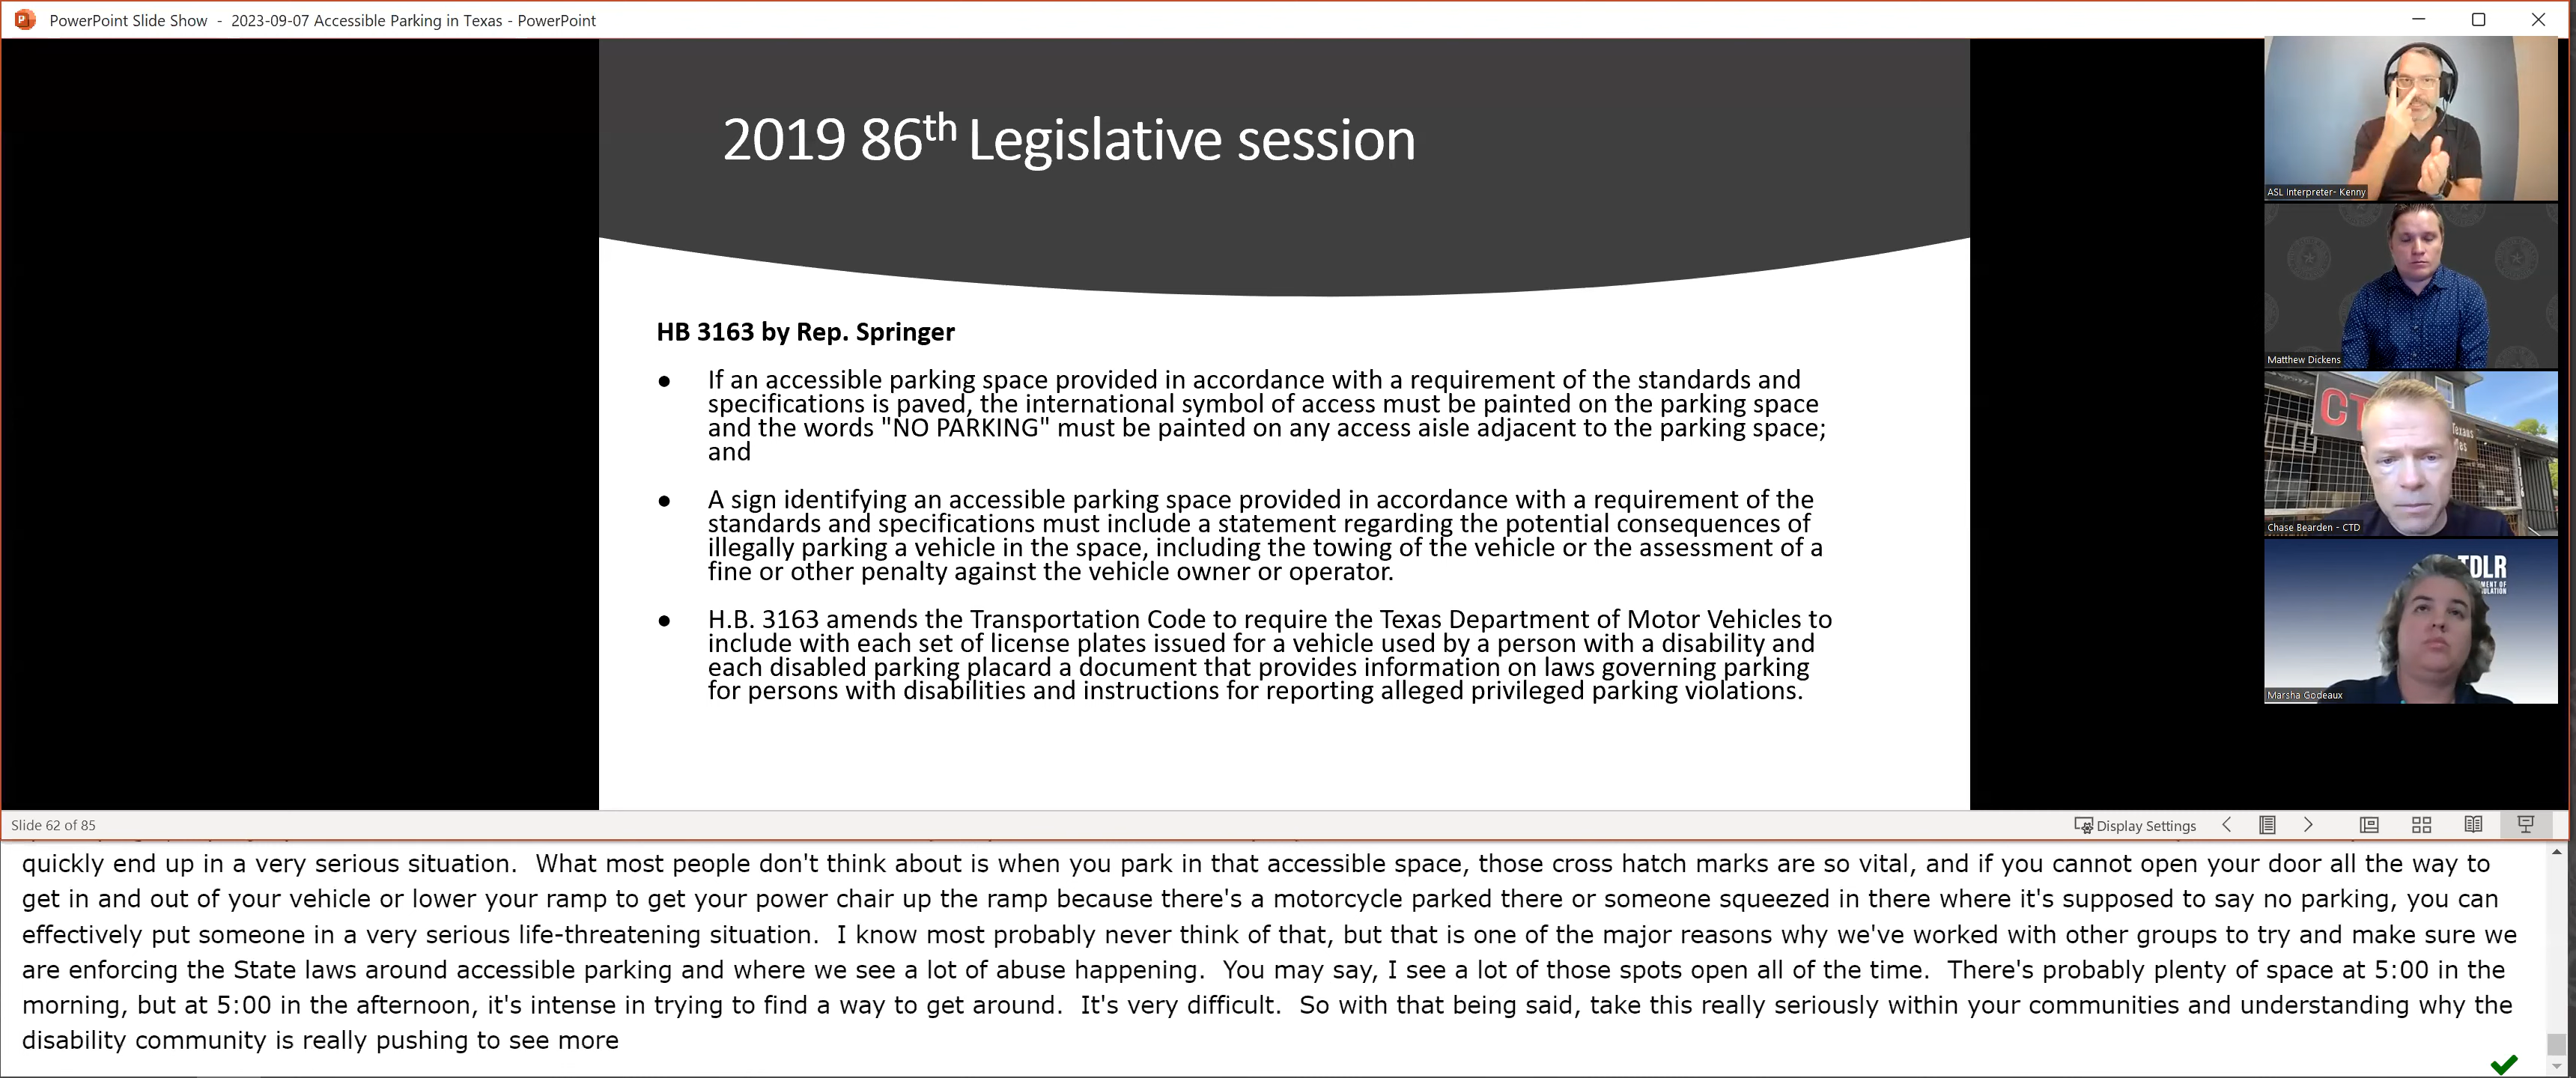 PowerPoint Slide Show - 2023-09-07 Accessible Parking in Texas - PowerPoint
2019 86th Legislative session
HB 3163 by Rep. Springer
● If an accessible parking space provided in accordance with a requirement of the standards and
specifications is paved, the international symbol of access must be painted on the parking space
and the words "NO PARKING" must be painted on any access aisle adjacent to the parking space;
and
● A sign identifying an accessible parking space provided in accordance with a requirement of the
standards and specifications must include a statement regarding the potential consequences of
illegally parking a vehicle in the space, including the towing of the vehicle or the assessment of a
fine or other penalty against the vehicle owner or operator.
● H.B. 3163 amends the Transportation Code to require the Texas Department of Motor Vehicles to
include with each set of license plates issued for a vehicle used by a person with a disability and
each disabled parking placard a document that provides information on laws governing parking
for persons with disabilities and instructions for reporting alleged privileged parking violations.
ASL Interpreter- Kenny
Matthew Dickens
CT
Texans
Chase Bearden - CTD
TDLR
Marsha Godeaux
Slide 62 of 85
Display Settings
quickly end up in a very serious situation.  What most people don't think about is when you park in that accessible space, those cross hatch marks are so vital, and if you cannot open your door all the way to
get in and out of your vehicle or lower your ramp to get your power chair up the ramp because there's a motorcycle parked there or someone squeezed in there where it's supposed to say no parking, you can
effectively put someone in a very serious life-threatening situation.  I know most probably never think of that, but that is one of the major reasons why we've worked with other groups to try and make sure we
are enforcing the State laws around accessible parking and where we see a lot of abuse happening.  You may say, I see a lot of those spots open all of the time.  There's probably plenty of space at 5:00 in the
morning, but at 5:00 in the afternoon, it's intense in trying to find a way to get around.  It's very difficult.  So with that being said, take this really seriously within your communities and understanding why the
disability community is really pushing to see more